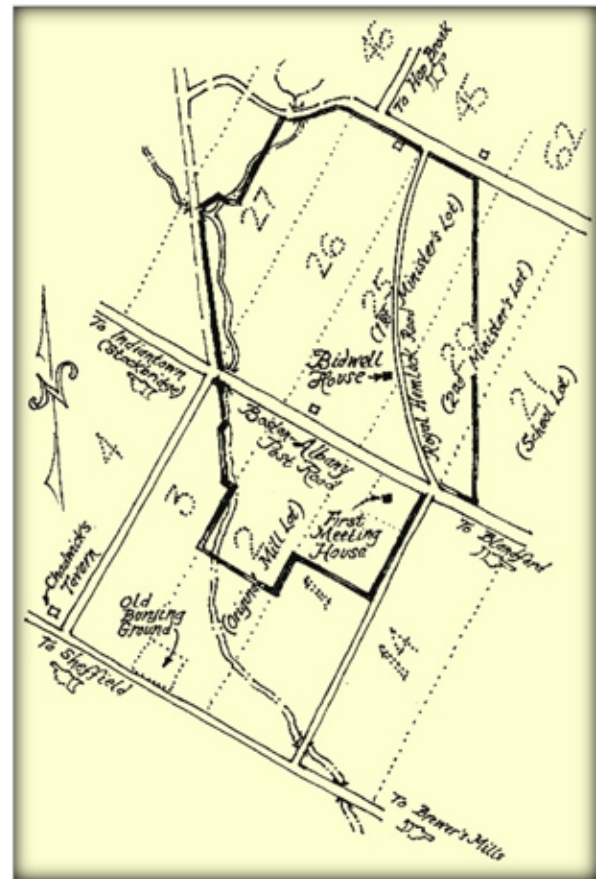 46
To Hop Brook
45
62
27
26
25
(1st Minister's Lot)
Royal Hemlock Road
20
(2nd Minister's Lot)
21
(School Lot)
To Indiantown
(Stockbridge)
N
Bidwell
House
Boston-Albany
Post Road
4
3
2
(Original Mill Lot)
First
Meeting
House
To Blandford
Chadwick's
Tavern
Old
Burying
Ground
To Sheffield
1
A
To Brewer's Mills